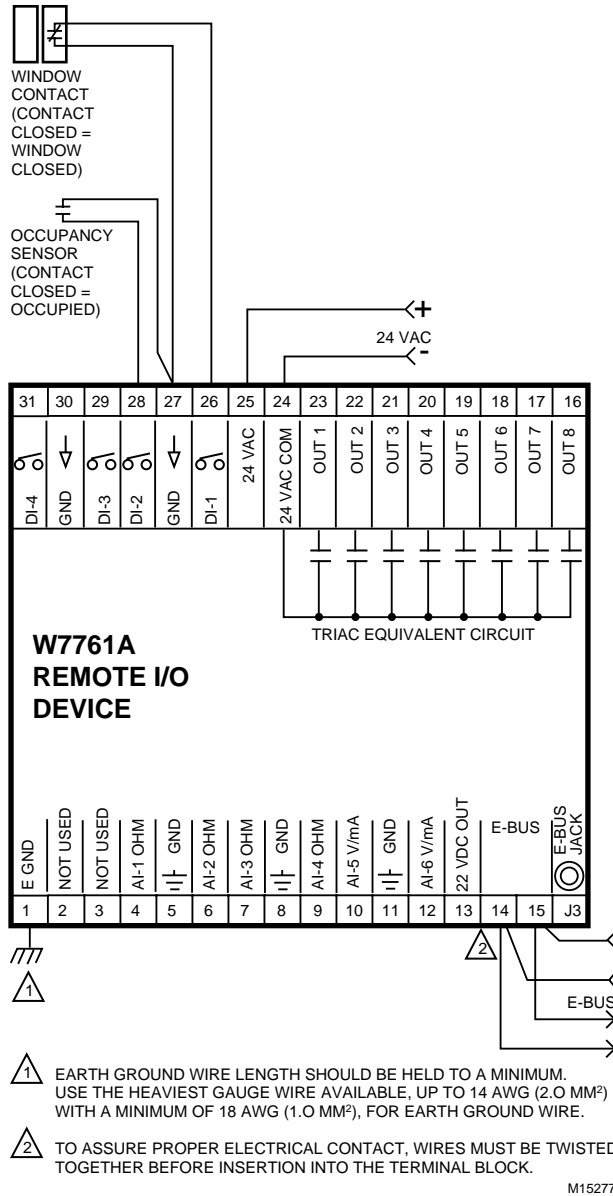 WINDOW
CONTACT
(CONTACT
CLOSED =
WINDOW
CLOSED)
OCCUPANCY
SENSOR
(CONTACT
CLOSED =
OCCUPIED)
+
24 VAC
-
31 30 29 28 27 26 25 24 23 22 21 20 19 18 17 16
DI-4
GND
DI-3
DI-2
GND
DI-1
24 VAC
24 VAC COM
OUT 1
OUT 2
OUT 3
OUT 4
OUT 5
OUT 6
OUT 7
OUT 8
TRIAC EQUIVALENT CIRCUIT
W7761A
REMOTE I/O
DEVICE
E GND
NOT USED
NOT USED
AI-1 OHM
GND
AI-2 OHM
AI-3 OHM
GND
AI-4 OHM
AI-5 V/mA
GND
AI-6 V/mA
22 VDC OUT
E-BUS
E-BUS
JACK
1 2 3 4 5 6 7 8 9 10 11 12 13 14 15 J3
2
1
E-BUS
1 EARTH GROUND WIRE LENGTH SHOULD BE HELD TO A MINIMUM.
USE THE HEAVIEST GAUGE WIRE AVAILABLE, UP TO 14 AWG (2.O MM²)
WITH A MINIMUM OF 18 AWG (1.O MM²), FOR EARTH GROUND WIRE.
2 TO ASSURE PROPER ELECTRICAL CONTACT, WIRES MUST BE TWISTED
TOGETHER BEFORE INSERTION INTO THE TERMINAL BLOCK.
M15277